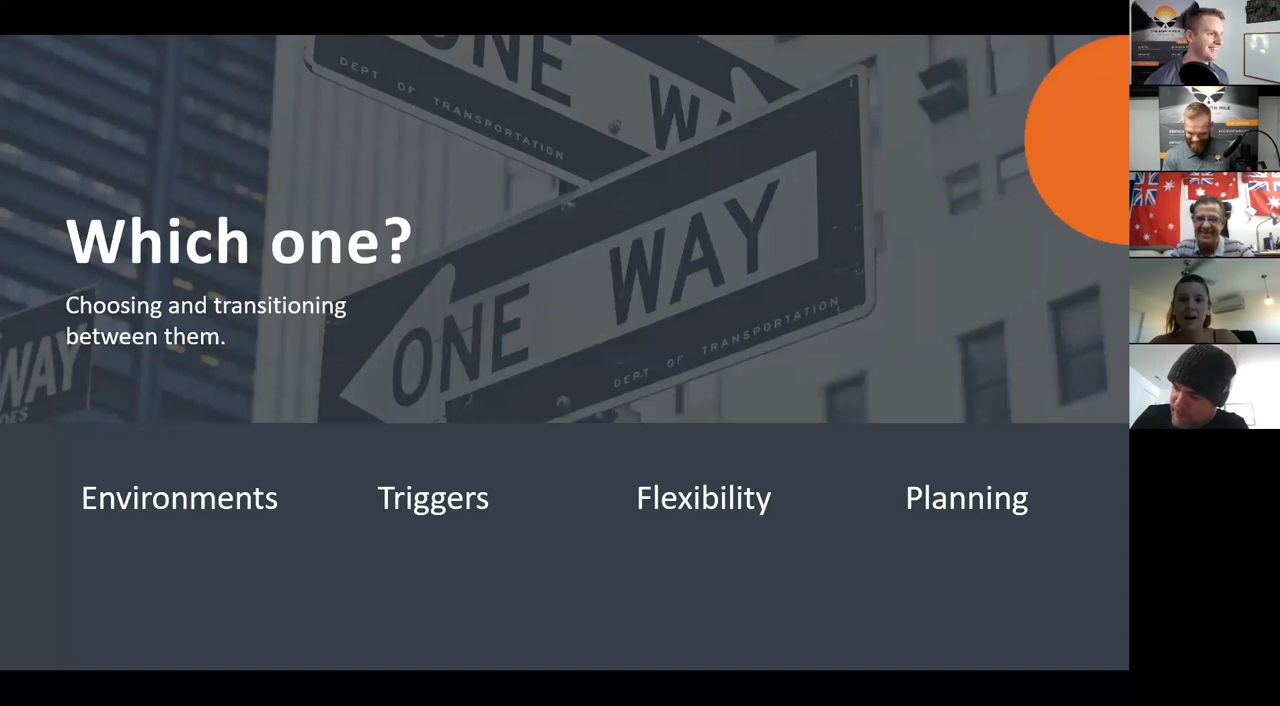 ONE WAY
DEPT OF TRANSPORTATION
ONE WAY
DEPT OF TRANSPORTATION
WAY
Which one?
Choosing and transitioning
between them.
Environments
Triggers
Flexibility
Planning